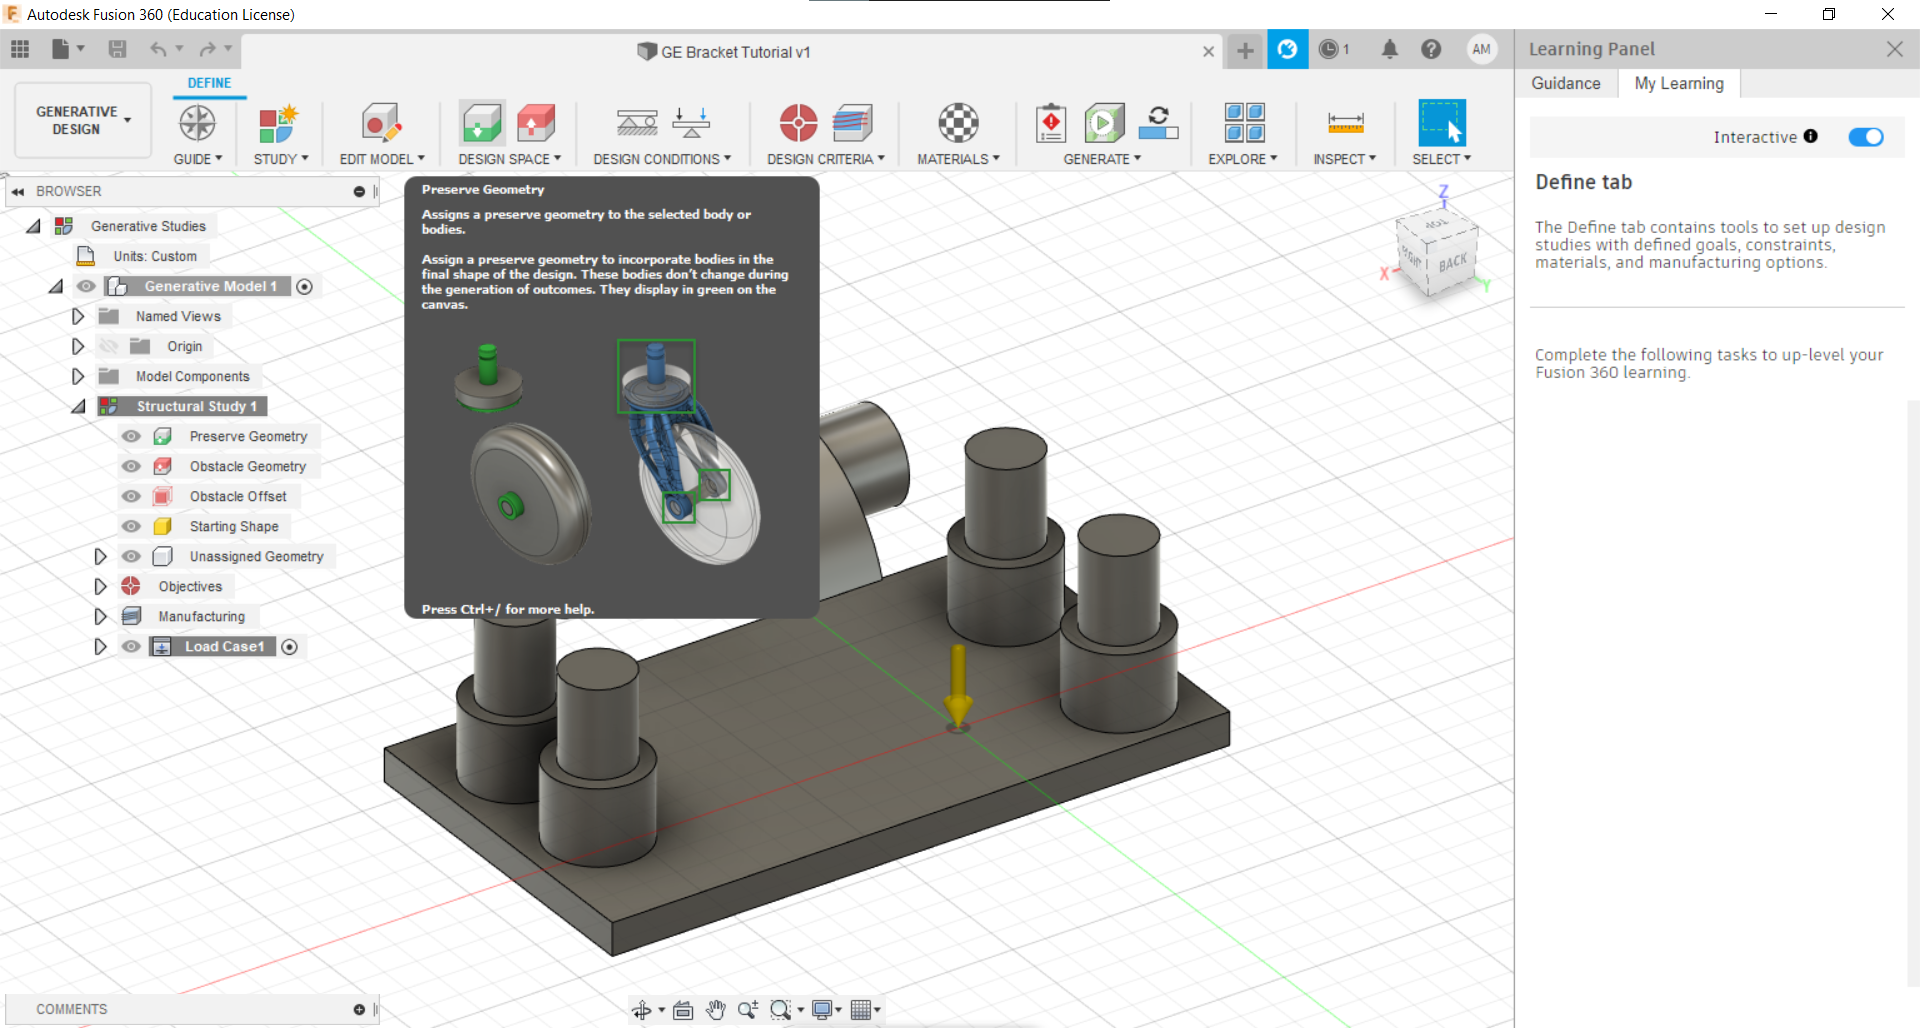 Autodesk Fusion 360 (Education License)
GE Bracket Tutorial v1
1
AM
Learning Panel
DEFINE
Guidance
My Learning
GENERATIVE
DESIGN
GUIDE
STUDY
EDIT MODEL
DESIGN SPACE
DESIGN CONDITIONS
DESIGN CRITERIA
MATERIALS
GENERATE
EXPLORE
INSPECT
SELECT
Interactive
Define tab
The Define tab contains tools to set up design
studies with defined goals, constraints,
materials, and manufacturing options.
Complete the following tasks to up-level your
Fusion 360 learning.
BROWSER
Generative Studies
Units: Custom
Generative Model 1
Named Views
Origin
Model Components
Structural Study 1
Preserve Geometry
Obstacle Geometry
Obstacle Offset
Starting Shape
Unassigned Geometry
Objectives
Manufacturing
Load Case1
Preserve Geometry
Assigns a preserve geometry to the selected body or
bodies.
Assign a preserve geometry to incorporate bodies in the
final shape of the design. These bodies don’t change during
the generation of outcomes. They display in green on the
canvas.
Press Ctrl+/ for more help.
Z
TOP
BACK
X
Y
COMMENTS